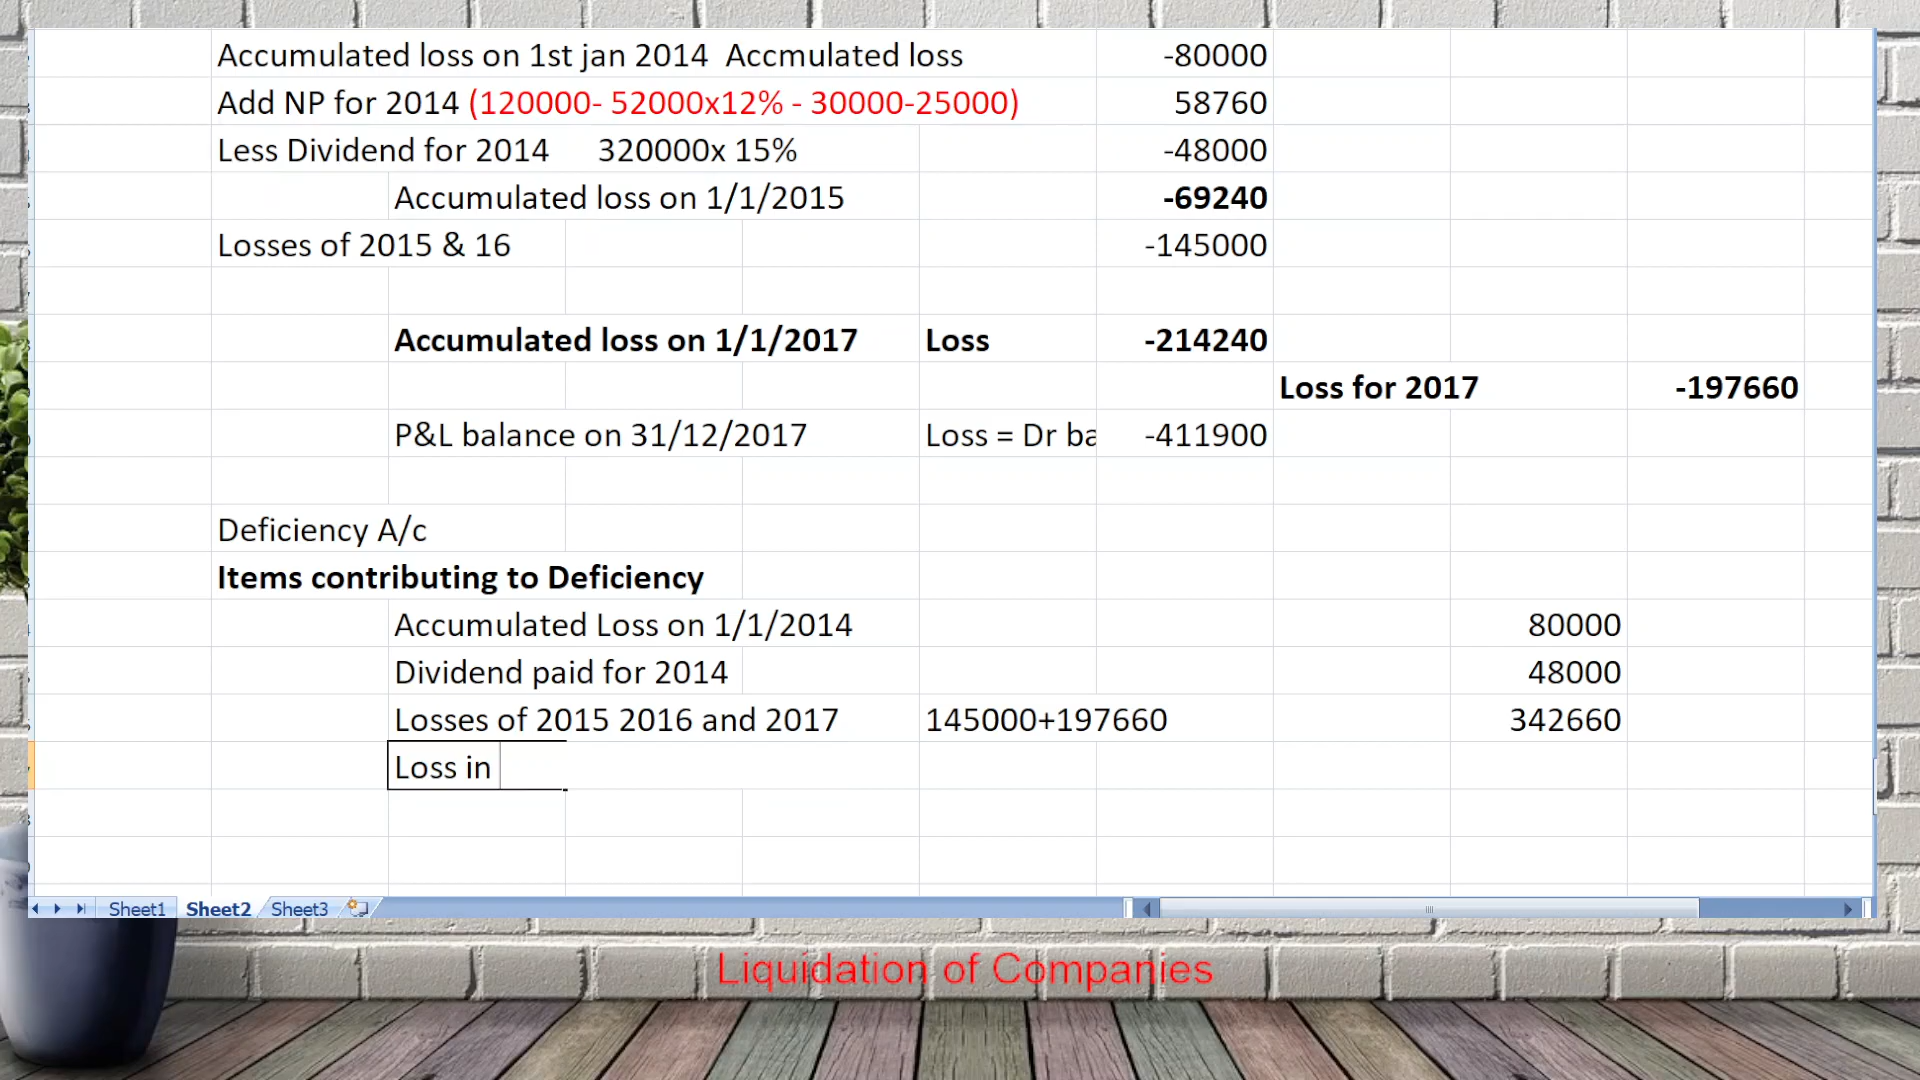 Accumulated loss on 1st jan 2014 Accmulated loss -80000
Add NP for 2014 (120000- 52000x12% - 30000-25000) 58760
Less Dividend for 2014 320000x 15% -48000
Accumulated loss on 1/1/2015 -69240
Losses of 2015 & 16 -145000
Accumulated loss on 1/1/2017 Loss -214240
Loss for 2017 -197660
P&L balance on 31/12/2017 Loss = Dr ba -411900
Deficiency A/c
Items contributing to Deficiency
Accumulated Loss on 1/1/2014 80000
Dividend paid for 2014 48000
Losses of 2015 2016 and 2017 145000+197660 342660
Loss in
Sheet1 Sheet2 Sheet3
Liquidation of Companies